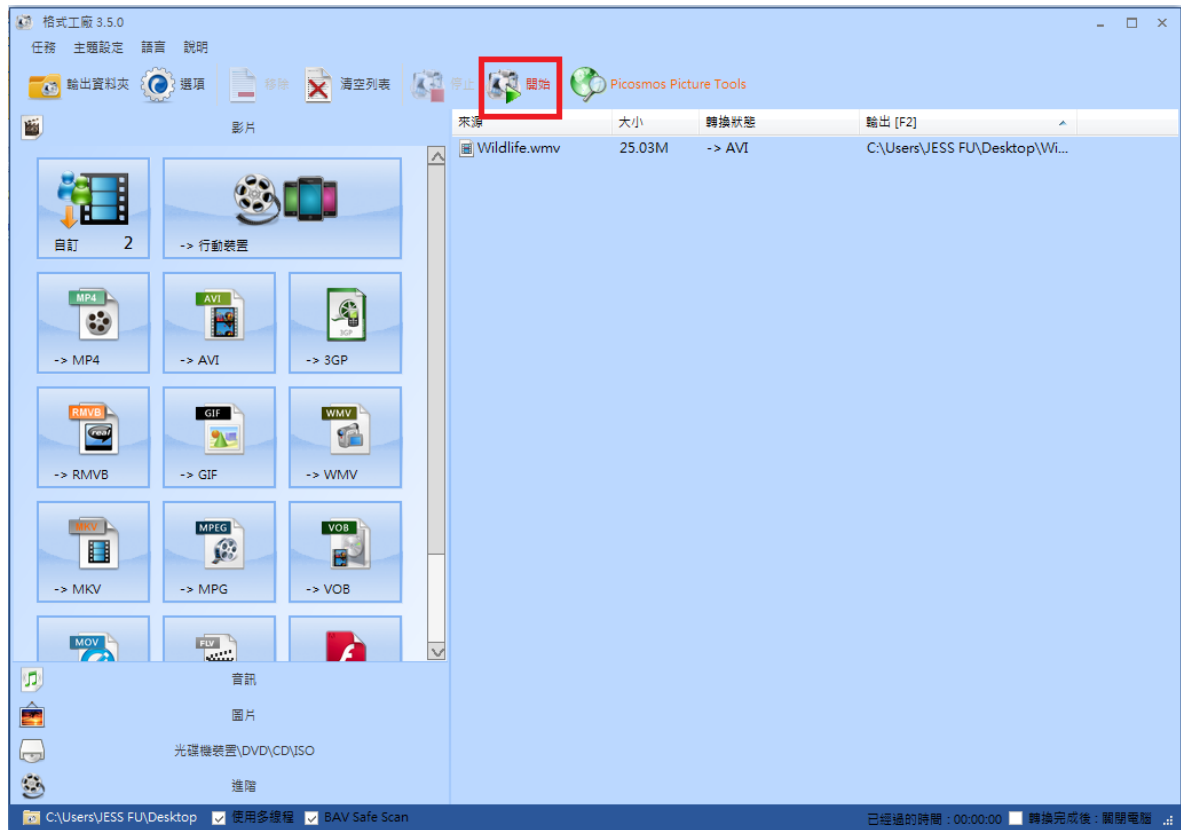 格式工廠 3.5.0
任務 主題設定 語言 說明
輸出資料夾 選項 移除 清空列表 停止 開始 Picosmos Picture Tools
影片
來源 大小 轉換狀態 輸出 [F2]
Wildlife.wmv 25.03M -> AVI C:\Users\JESS FU\Desktop\Wi...
自訂 2
-> 行動裝置
MP4 AVI 3GP
-> MP4 -> AVI -> 3GP
RMVB real GIF WMV
-> RMVB -> GIF -> WMV
MKV MPEG VOB
-> MKV -> MPG -> VOB
MOV FLV
音訊
圖片
光碟機裝置\DVD\CD\ISO
進階
C:\Users\JESS FU\Desktop 使用多線程 BAV Safe Scan 已經過的時間 : 00:00:00 轉換完成後 : 關閉電腦